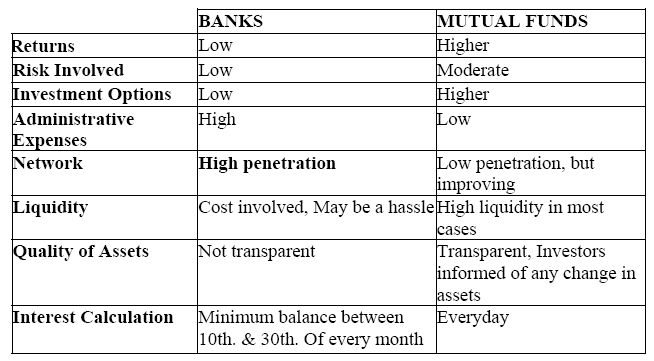 BANKS MUTUAL FUNDS
Returns Low Higher
Risk Involved Low Moderate
Investment Options Low Higher
Administrative High Low
Expenses
Network High penetration Low penetration, but
improving
Liquidity Cost involved, May be a hassle High liquidity in most
cases
Quality of Assets Not transparent Transparent, Investors
informed of any change in
assets
Interest Calculation Minimum balance between Everyday
10th. & 30th. Of every month